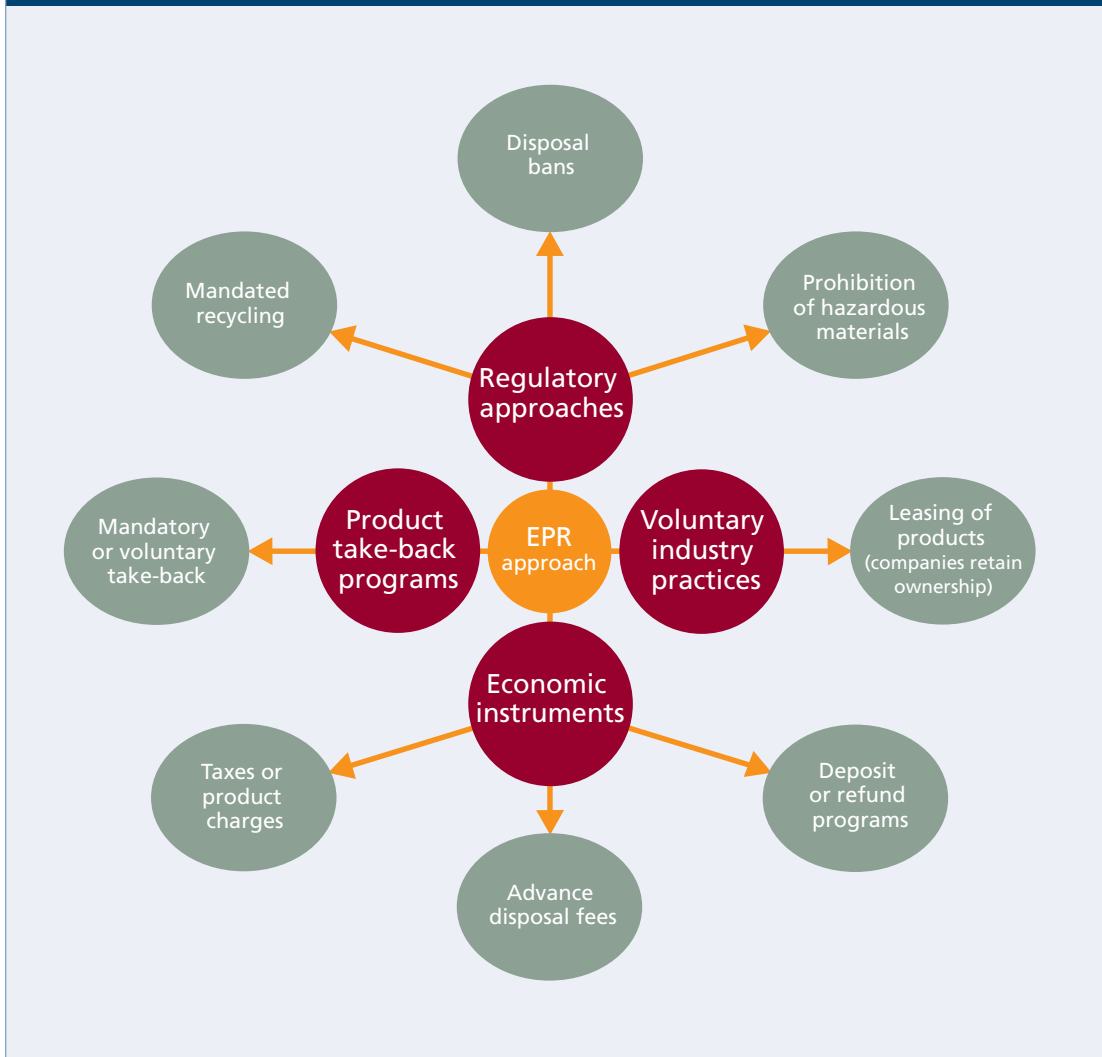 Disposal
bans
Mandated
recycling
Prohibition
of hazardous
materials
Regulatory
approaches
Mandatory
or voluntary
take-back
Product
take-back
programs
EPR
approach
Voluntary
industry
practices
Leasing of
products
(companies retain
ownership)
Economic
instruments
Taxes or
product
charges
Deposit
or refund
programs
Advance
disposal fees